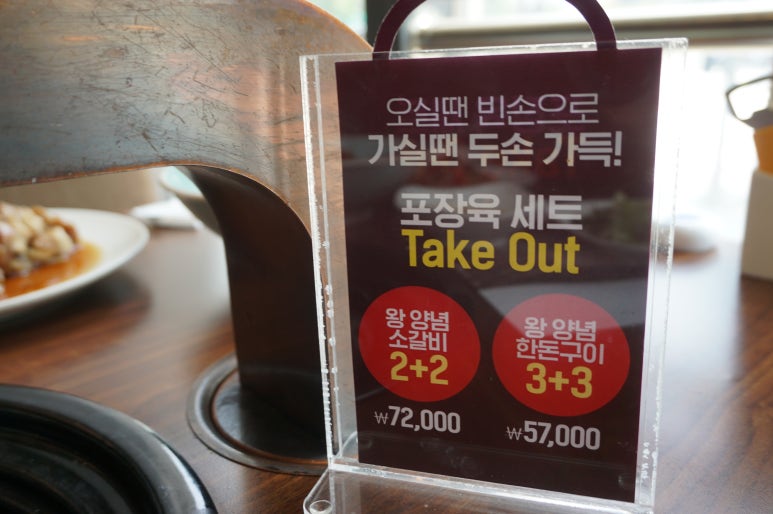 오실땐 빈손으로
가실땐 두손 가득!
포장육 세트
Take Out
왕 양념
소갈비
2+2
₩72,000
왕 양념
한돈구이
3+3
₩57,000